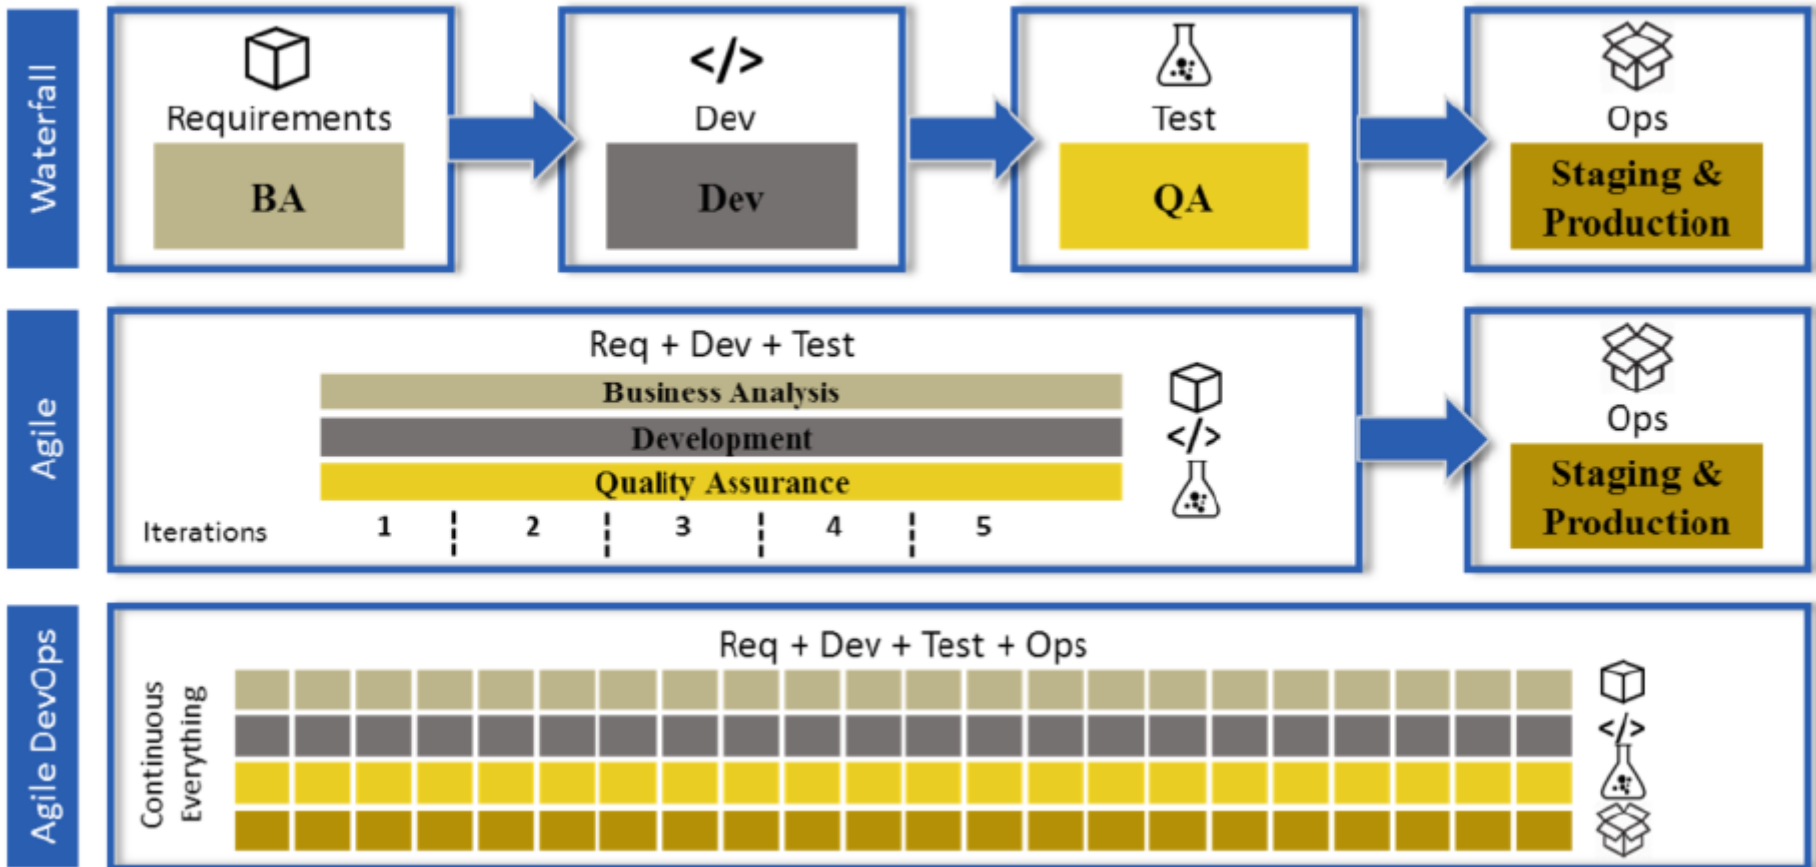 Waterfall
Requirements
BA
</>
Dev
Dev
Test
QA
Ops
Staging &
Production
Agile
Req + Dev + Test
Business Analysis
Development
Quality Assurance
</>
Iterations 1 2 3 4 5
Ops
Staging &
Production
Agile DevOps
Continuous
Everything
Req + Dev + Test + Ops
</>